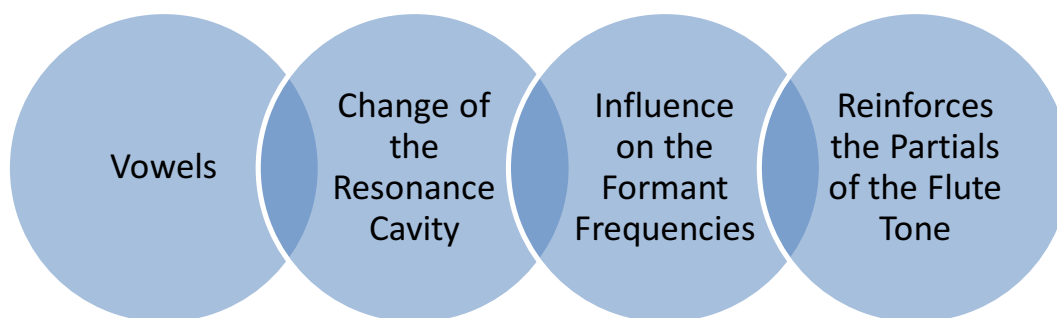 Vowels
Change of
the
Resonance
Cavity
Influence
on the
Formant
Frequencies
Reinforces
the Partials
of the Flute
Tone